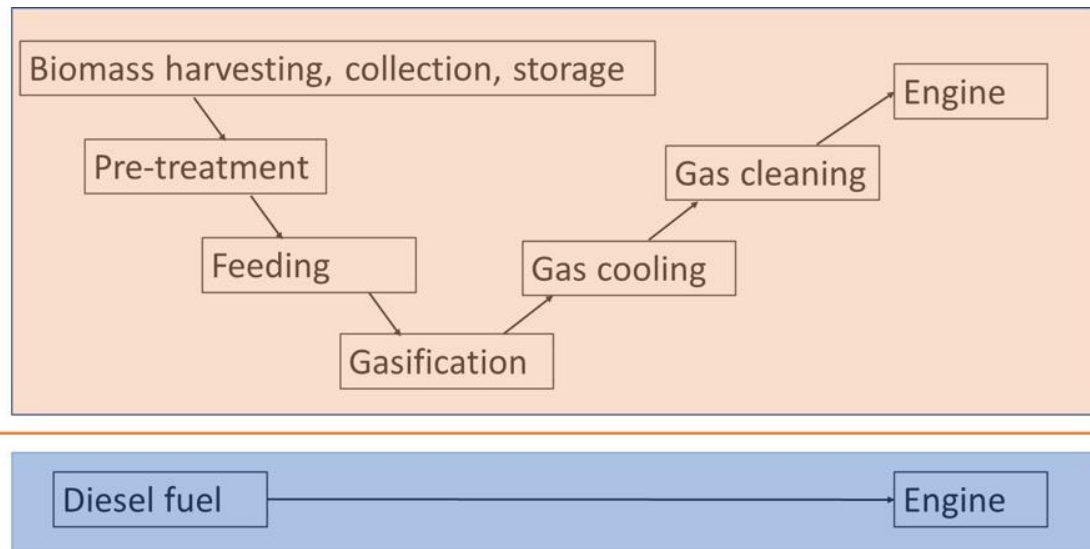 Biomass harvesting, collection, storage
Pre-treatment
Feeding
Gasification
Gas cooling
Gas cleaning
Engine
Diesel fuel
Engine